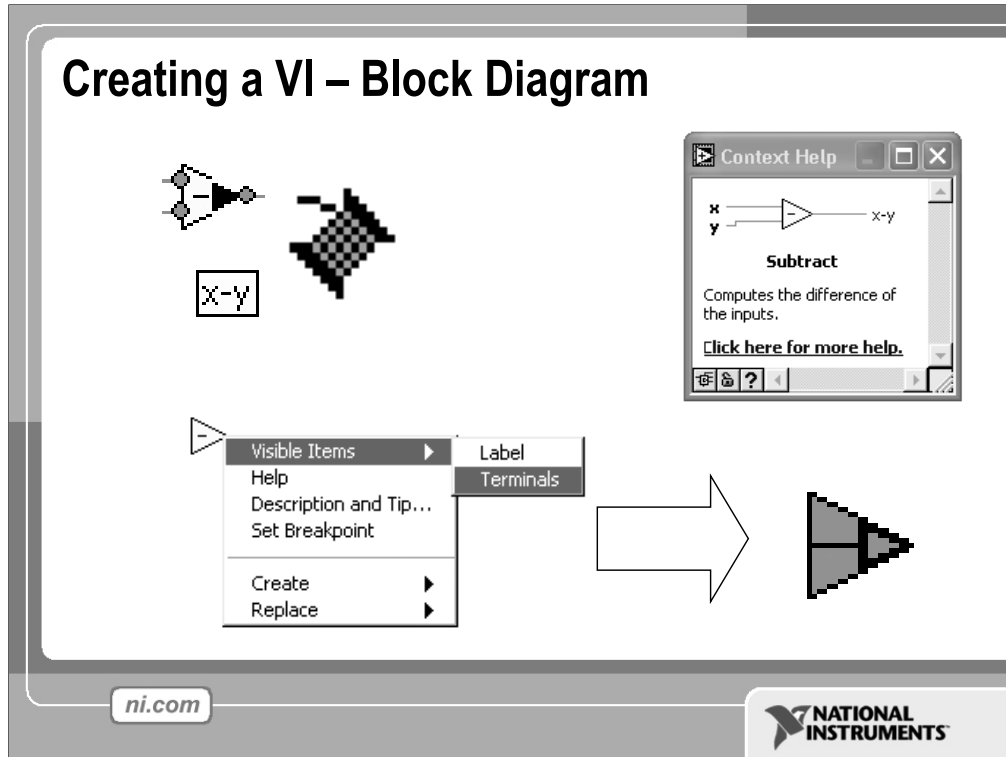 Creating a VI – Block Diagram
x-y
Context Help
x
y
x-y
Subtract
Computes the difference of
the inputs.
Click here for more help.
?
Visible Items
Help
Description and Tip...
Set Breakpoint
Create
Replace
Label
Terminals
ni.com
NATIONAL
INSTRUMENTS